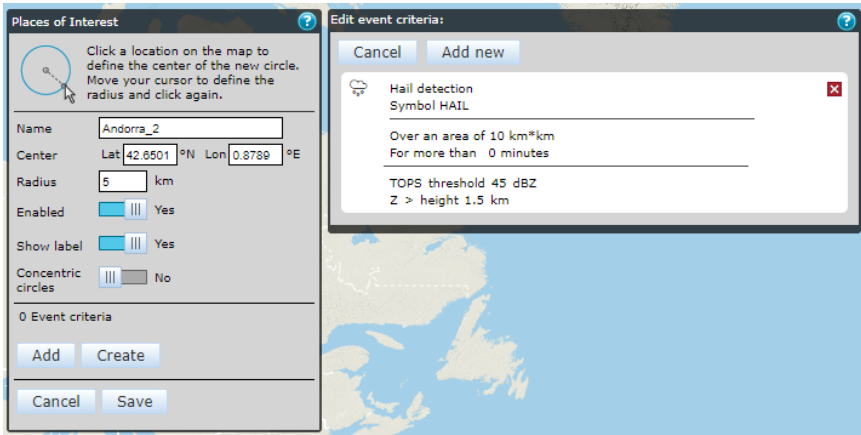 Places of Interest
?
Click a location on the map to
define the center of the new circle.
Move your cursor to define the
radius and click again.
Name Andorra_2
Center Lat 42.6501 ºN Lon 0.8789 ºE
Radius 5 km
Enabled Yes
Show label Yes
Concentric
circles No
0 Event criteria
Add Create
Cancel Save
Edit event criteria:
?
Cancel Add new
Hail detection
Symbol HAIL
Over an area of 10 km*km
For more than 0 minutes
TOPS threshold 45 dBZ
Z > height 1.5 km